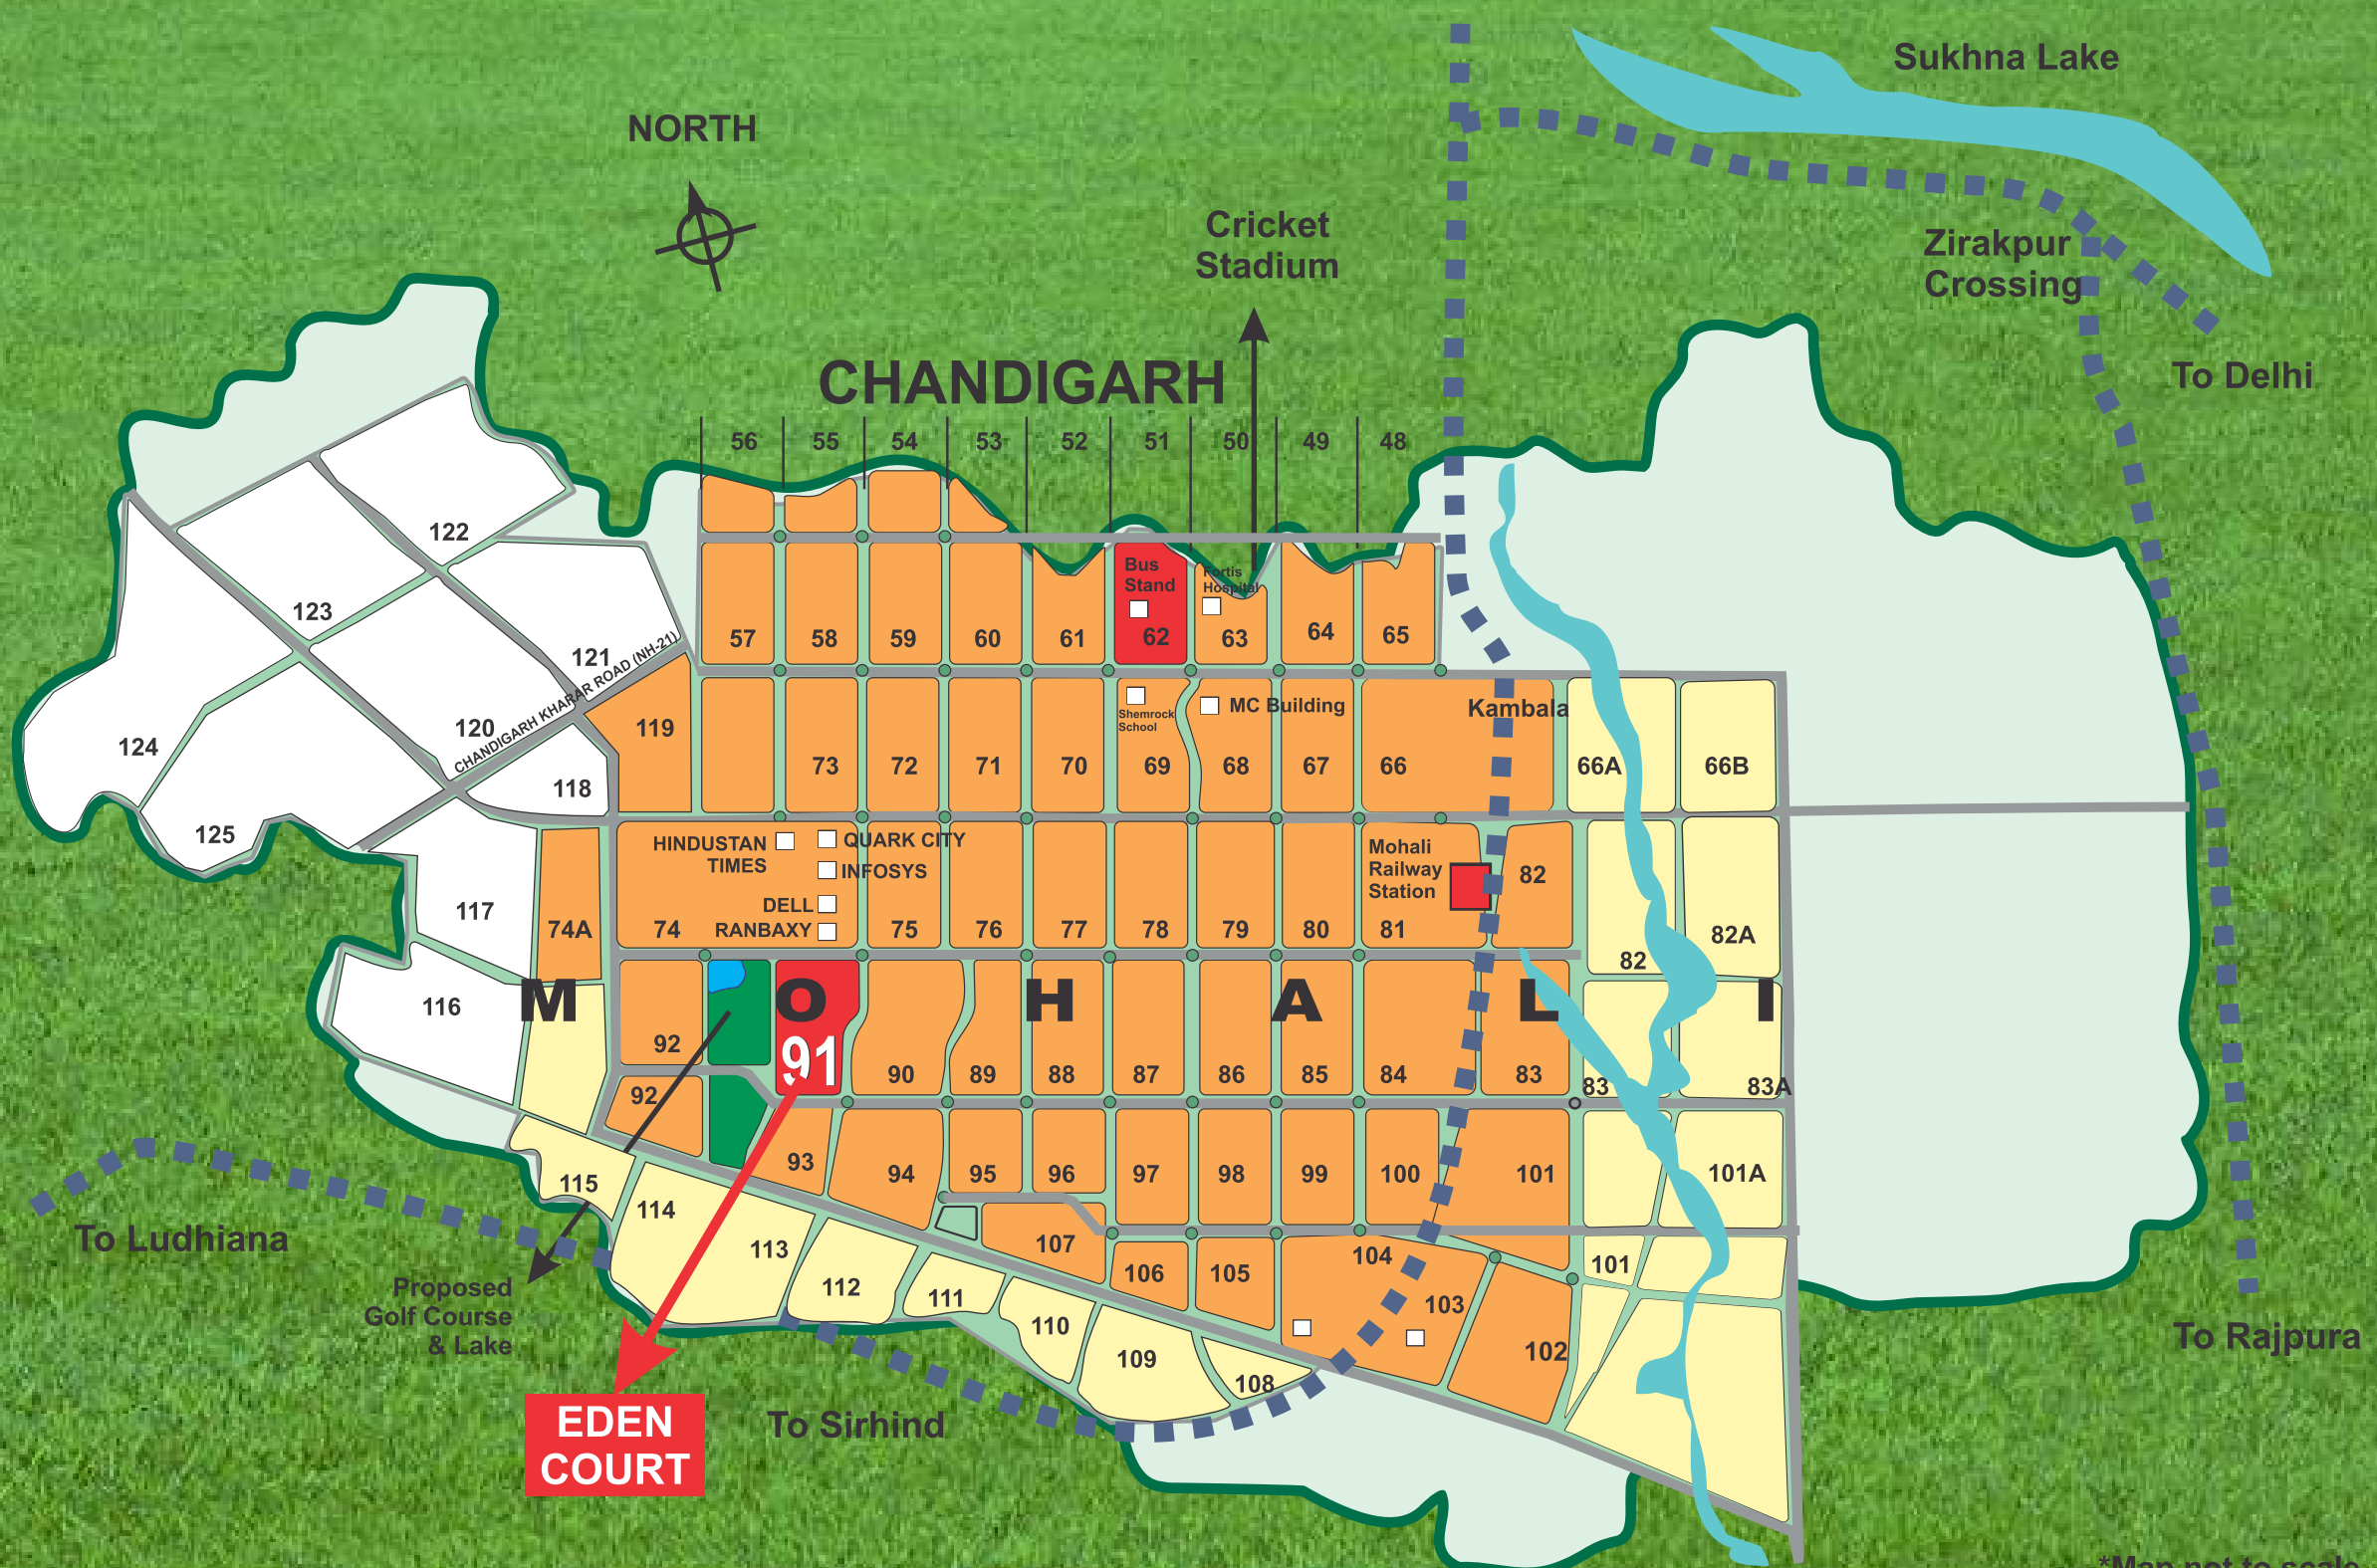 Sukhna Lake
NORTH
Cricket
Stadium
Zirakpur
Crossing
To Delhi
CHANDIGARH
56 55 54 53 52 51 50 49 48
122
123
Bus
Stand
Fortis
Hospital
57 58 59 60 61 62 63 64 65
121
CHANDIGARH KHARAR ROAD (NH-21)
120
119
124
118
125
Shemrock
School
MC Building
Kambala
73 72 71 70 69 68 67 66 66A 66B
HINDUSTAN
TIMES
QUARK CITY
INFOSYS
DELL
RANBAXY
Mohali
Railway
Station
82
117
74A 74 75 76 77 78 79 80 81 82 82A
116
M O H A L I
92 91 90 89 88 87 86 85 84 83 83 83A
92
93 94 95 96 97 98 99 100 101 101A
115 114 113 112 111 110 109 108
107 106 105 104 103 102 101
To Ludhiana
Proposed
Golf Course
& Lake
To Rajpura
EDEN
COURT
To Sirhind
*Map not to scale